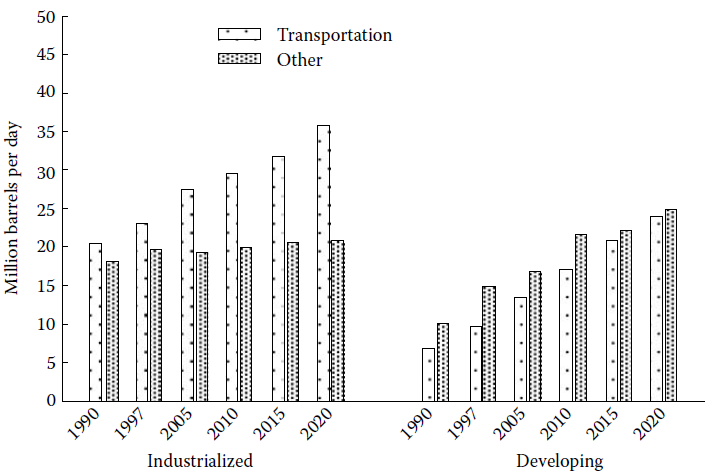 50
45
40
35
30
25
20
15
10
5
0
Million barrels per day
Transportation
Other
1990 1997 2005 2010 2015 2020 1990 1997 2005 2010 2015 2020
Industrialized Developing